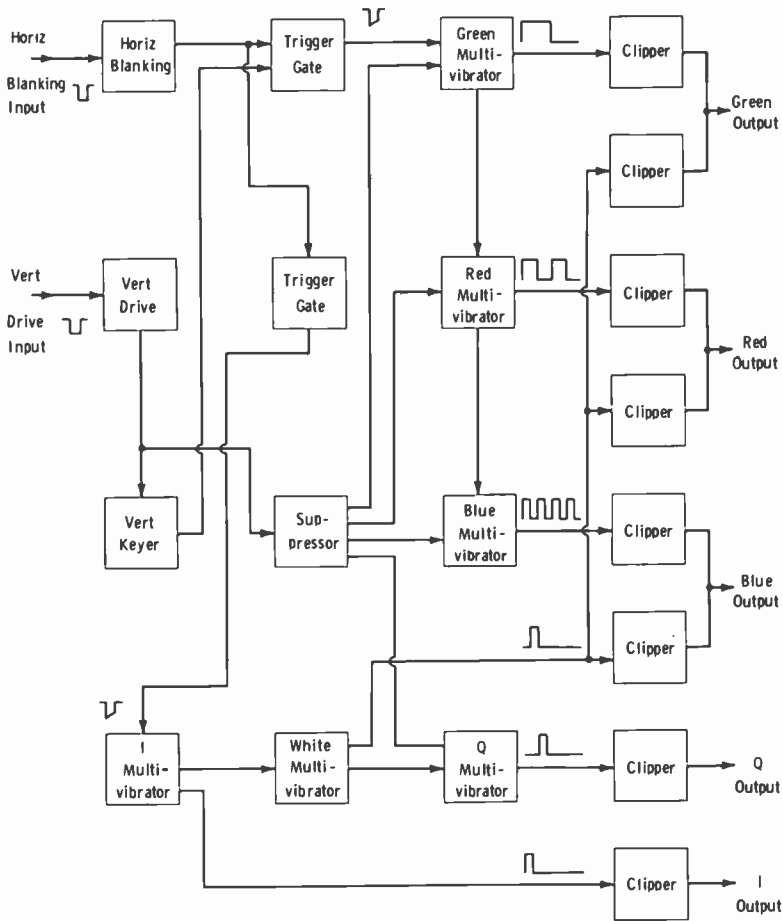 Horiz
Blanking
Input
Horiz
Blanking
Trigger
Gate
Green
Multi-
vibrator
Clipper
Green
Output
Clipper
Vert
Drive
Input
Vert
Drive
Trigger
Gate
Red
Multi-
vibrator
Clipper
Red
Output
Clipper
Vert
Keyer
Sup-
pressor
Blue
Multi-
vibrator
Clipper
Blue
Output
Clipper
I
Multi-
vibrator
White
Multi-
vibrator
Q
Multi-
vibrator
Clipper
Q
Output
Clipper
I
Output